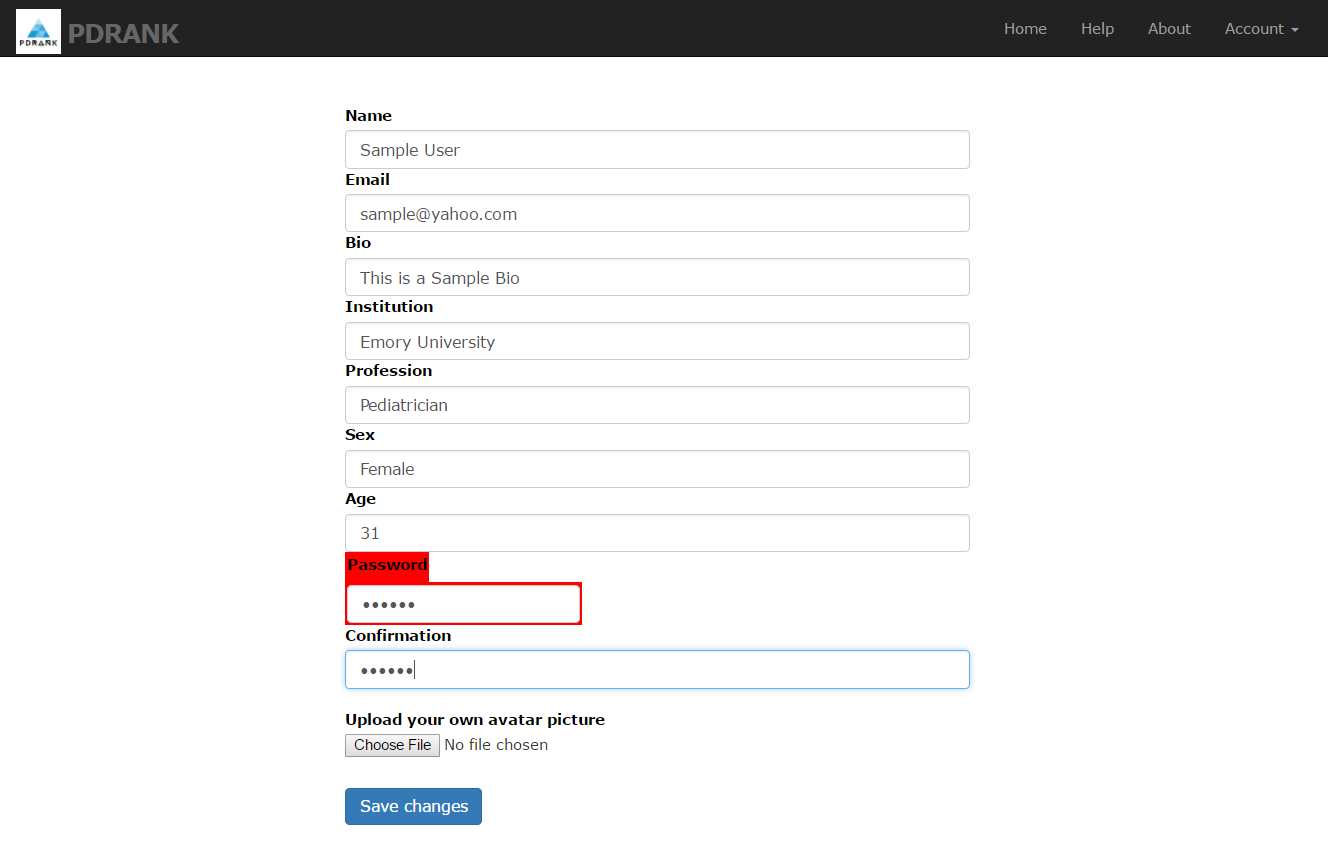 PDRANK PDRANK Home Help About Account
Name
Sample User
Email
sample@yahoo.com
Bio
This is a Sample Bio
Institution
Emory University
Profession
Pediatrician
Sex
Female
Age
31
Password
••••••
Confirmation
••••••
Upload your own avatar picture
Choose File No file chosen
Save changes